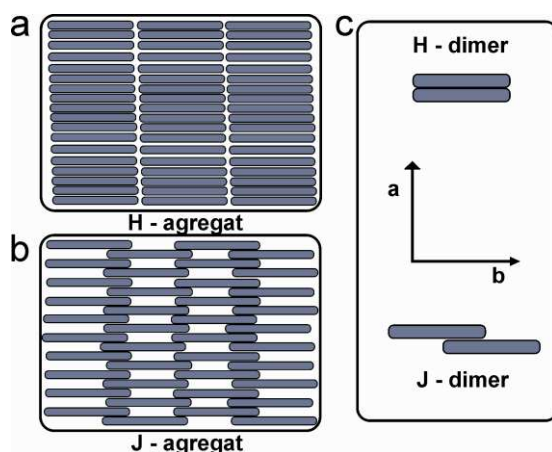 a
H - agregat
b
J - agregat
c
H - dimer
a
b
J - dimer